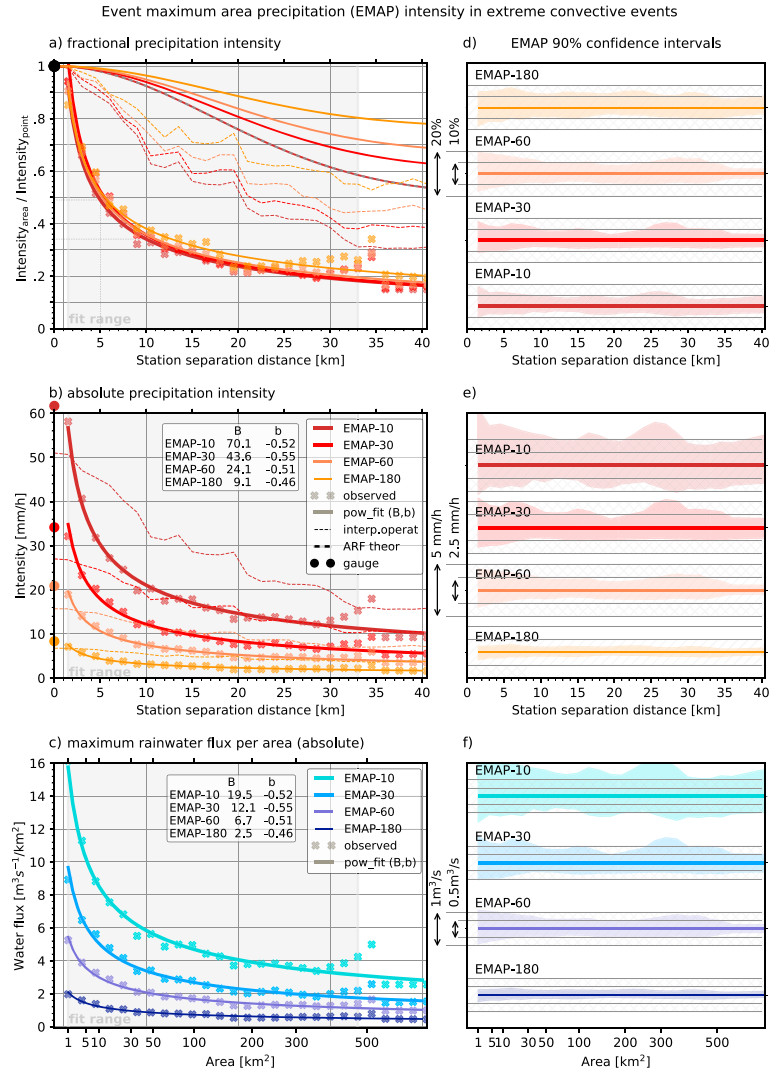 Event maximum area precipitation (EMAP) intensity in extreme convective events
a) fractional precipitation intensity
1
.8
.6
.4
.2
0
Intensity_area / Intensity_point
fit range
0 5 10 15 20 25 30 35 40
Station separation distance [km]
20%
10%
d) EMAP 90% confidence intervals
EMAP-180
EMAP-60
EMAP-30
EMAP-10
0 5 10 15 20 25 30 35 40
Station separation distance [km]
b) absolute precipitation intensity
60
50
40
30
20
10
0
Intensity [mm/h]
B b
EMAP-10 70.1 -0.52
EMAP-30 43.6 -0.55
EMAP-60 24.1 -0.51
EMAP-180 9.1 -0.46
EMAP-10
EMAP-30
EMAP-60
EMAP-180
observed
pow_fit (B,b)
interp.operat
ARF theor
gauge
fit range
0 5 10 15 20 25 30 35 40
Station separation distance [km]
5 mm/h
2.5 mm/h
e)
EMAP-10
EMAP-30
EMAP-60
EMAP-180
0 5 10 15 20 25 30 35 40
Station separation distance [km]
c) maximum rainwater flux per area (absolute)
16
14
12
10
8
6
4
2
0
Water flux [m³s⁻¹/km²]
B b
EMAP-10 19.5 -0.52
EMAP-30 12.1 -0.55
EMAP-60 6.7 -0.51
EMAP-180 2.5 -0.46
EMAP-10
EMAP-30
EMAP-60
EMAP-180
observed
pow_fit (B,b)
fit range
1 5 10 30 50 100 200 300 500
Area [km²]
1m³/s
0.5m³/s
f)
EMAP-10
EMAP-30
EMAP-60
EMAP-180
1 5 10 30 50 100 200 300 500
Area [km²]